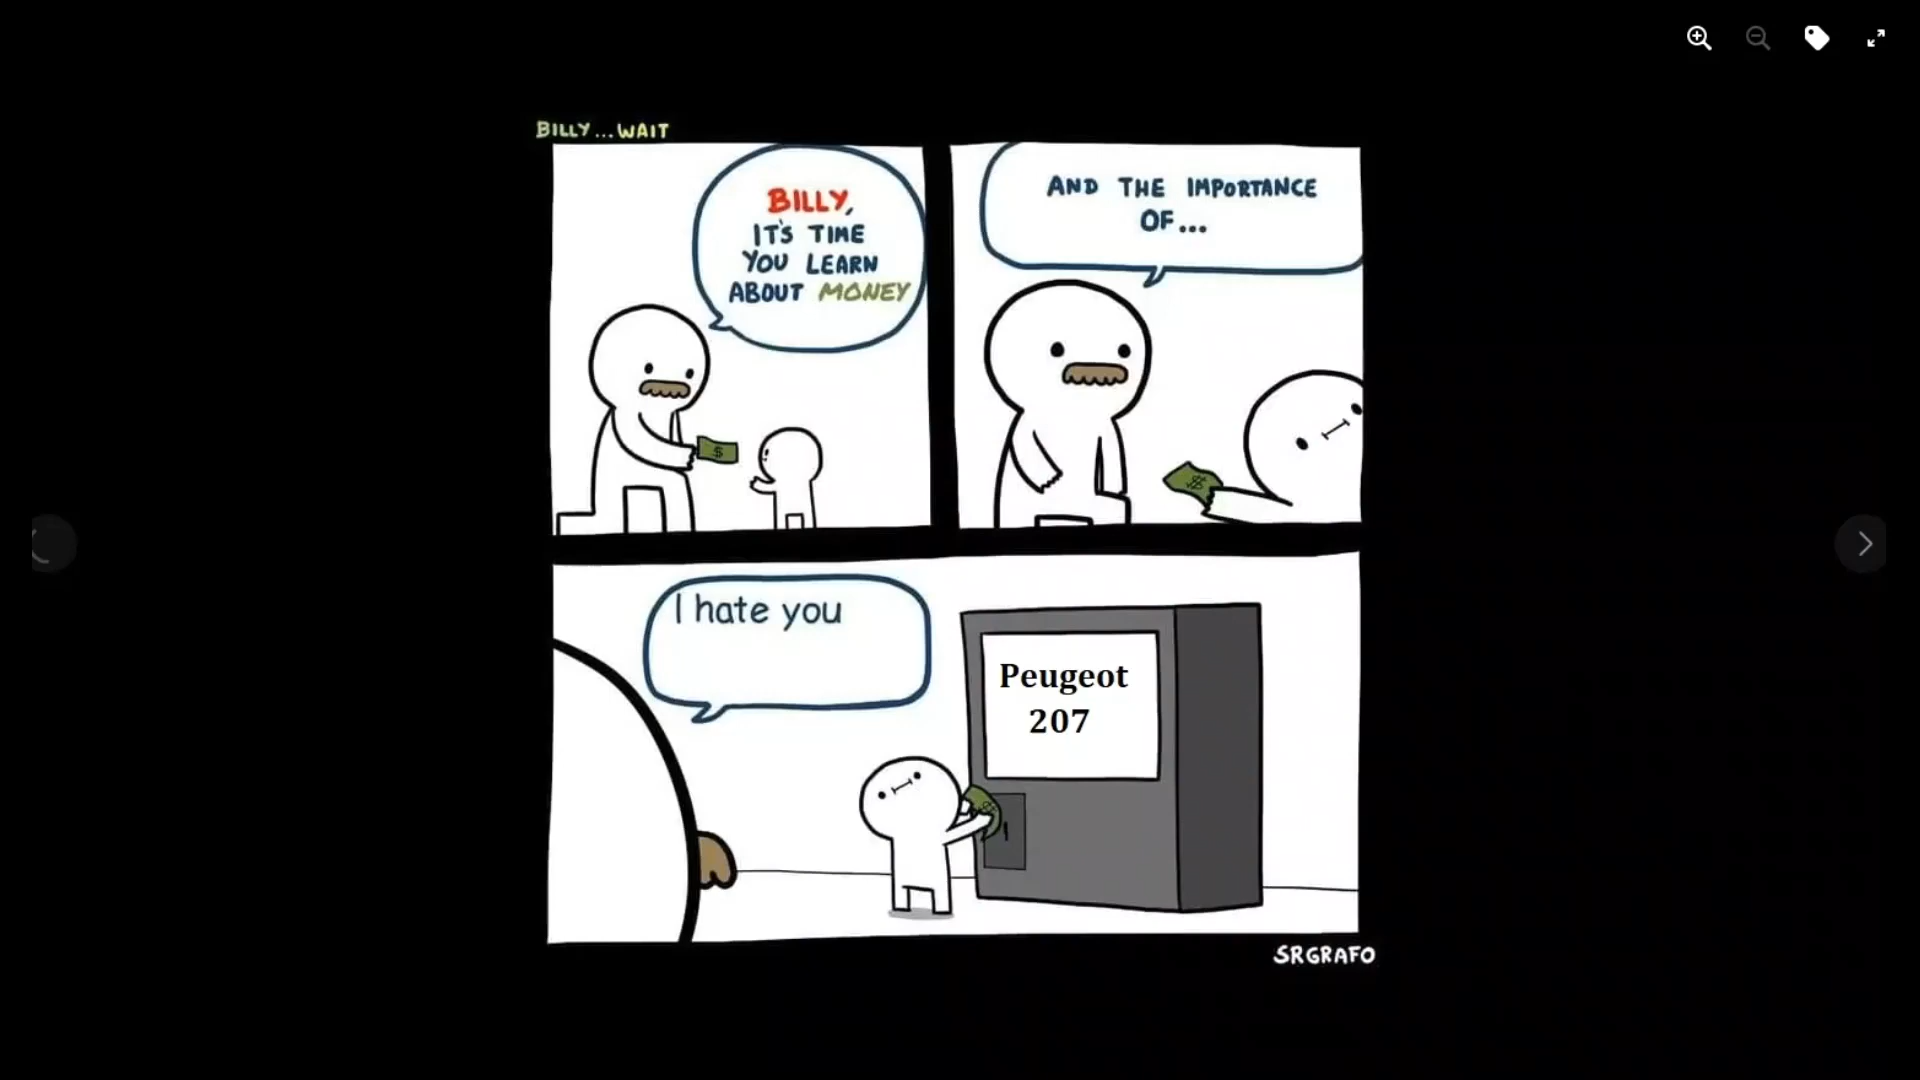 BILLY...WAIT
BILLY,
IT'S TIME
YOU LEARN
ABOUT MONEY
AND THE IMPORTANCE
OF...
I hate you
Peugeot
207
SRGRAFO